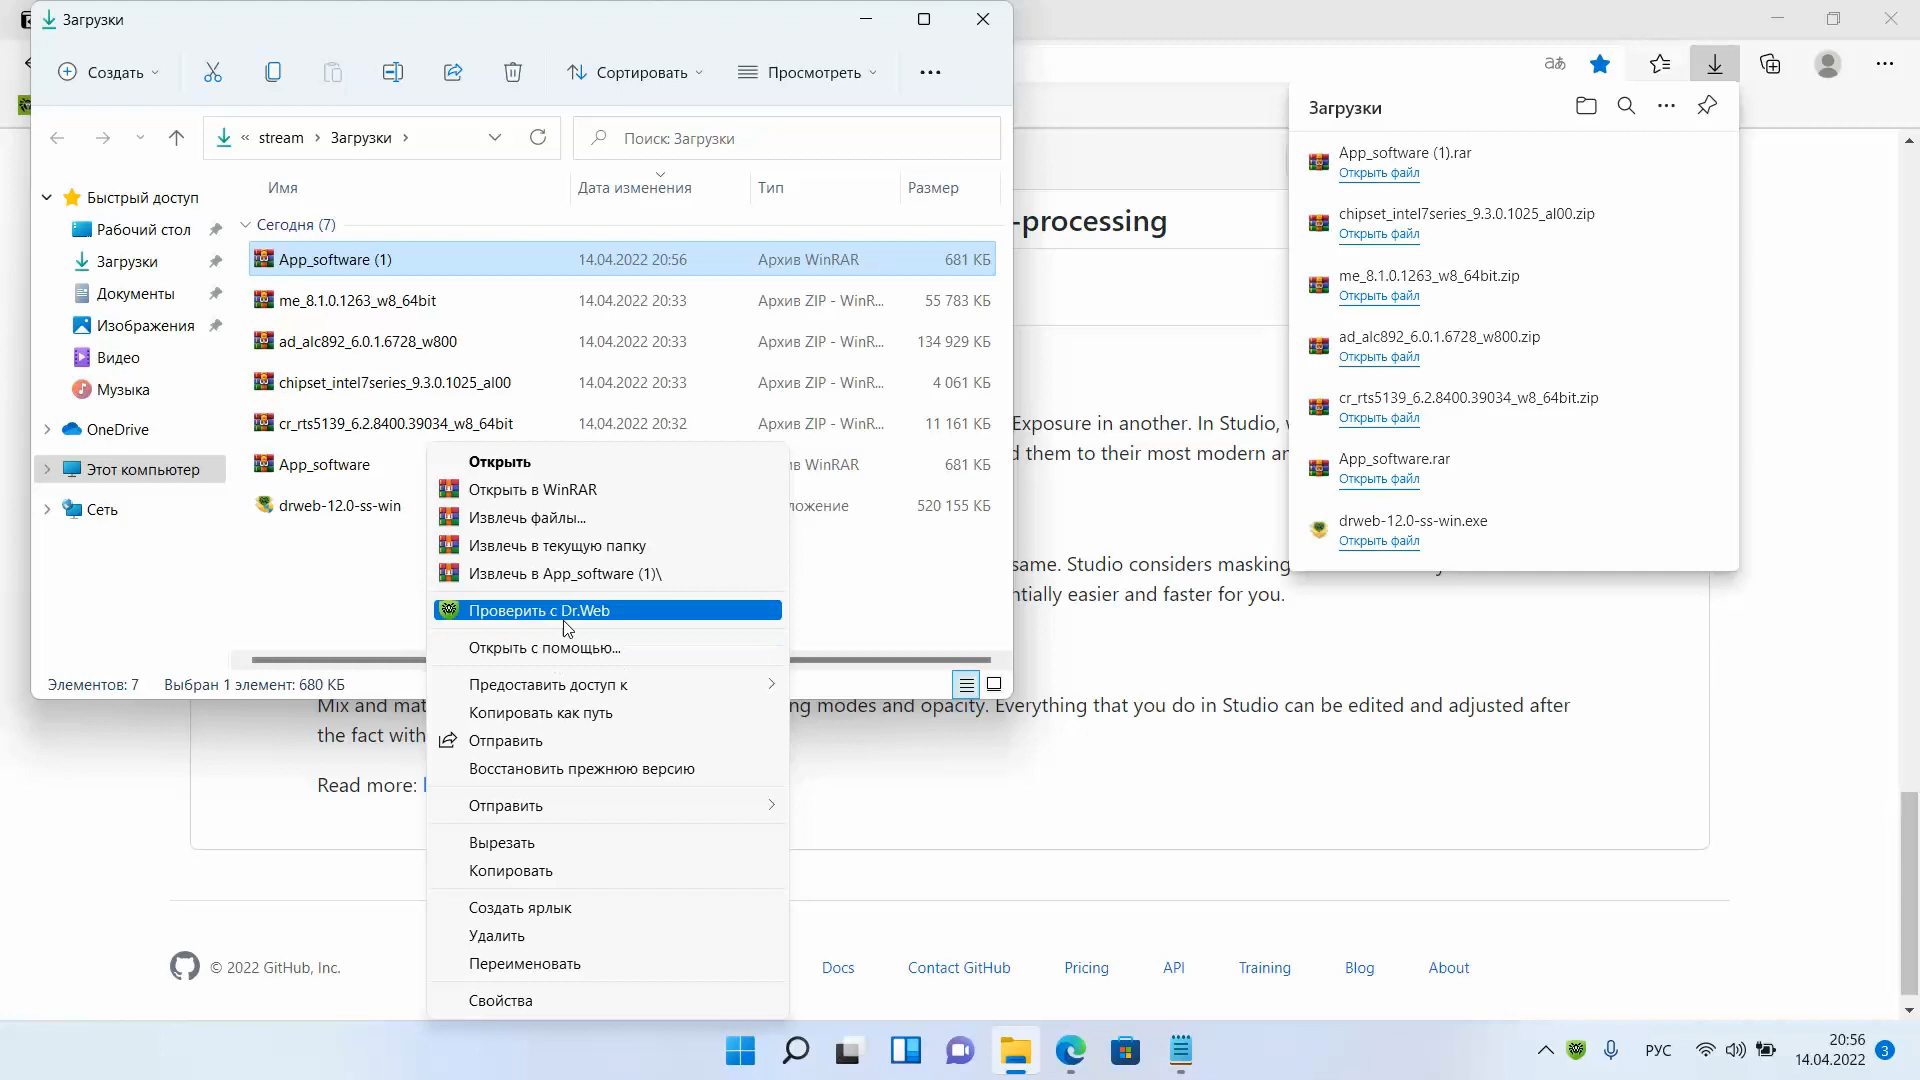 Загрузки
Создать
Сортировать
Просмотреть
« stream › Загрузки ›
Поиск: Загрузки
Имя
Дата изменения
Тип
Размер
Быстрый доступ
Рабочий стол
Загрузки
Документы
Изображения
Видео
Музыка
OneDrive
Этот компьютер
Сеть
Сегодня (7)
App_software (1) 14.04.2022 20:56 Архив WinRAR 681 КБ
me_8.1.0.1263_w8_64bit 14.04.2022 20:33 Архив ZIP - WinR... 55 783 КБ
ad_alc892_6.0.1.6728_w800 14.04.2022 20:33 Архив ZIP - WinR... 134 929 КБ
chipset_intel7series_9.3.0.1025_al00 14.04.2022 20:33 Архив ZIP - WinR... 4 061 КБ
cr_rts5139_6.2.8400.39034_w8_64bit 14.04.2022 20:32 Архив ZIP - WinR... 11 161 КБ
App_software ив WinRAR 681 КБ
drweb-12.0-ss-win ложение 520 155 КБ
Элементов: 7 Выбран 1 элемент: 680 КБ
Открыть
Открыть в WinRAR
Извлечь файлы...
Извлечь в текущую папку
Извлечь в App_software (1)\
Проверить с Dr.Web
Открыть с помощью...
Предоставить доступ к
Копировать как путь
Отправить
Восстановить прежнюю версию
Отправить
Вырезать
Копировать
Создать ярлык
Удалить
Переименовать
Свойства
Загрузки
App_software (1).rar
Открыть файл
chipset_intel7series_9.3.0.1025_al00.zip
Открыть файл
me_8.1.0.1263_w8_64bit.zip
Открыть файл
ad_alc892_6.0.1.6728_w800.zip
Открыть файл
cr_rts5139_6.2.8400.39034_w8_64bit.zip
Открыть файл
App_software.rar
Открыть файл
drweb-12.0-ss-win.exe
Открыть файл
-processing
Exposure in another. In Studio,
d them to their most modern
same. Studio considers masking
ntially easier and faster for you.
Mix and mat
ng modes and opacity. Everything that you do in Studio can be edited and adjusted after
the fact with
Read more:
© 2022 GitHub, Inc.
Docs
Contact GitHub
Pricing
API
Training
Blog
About
РУС
20:56
14.04.2022
3